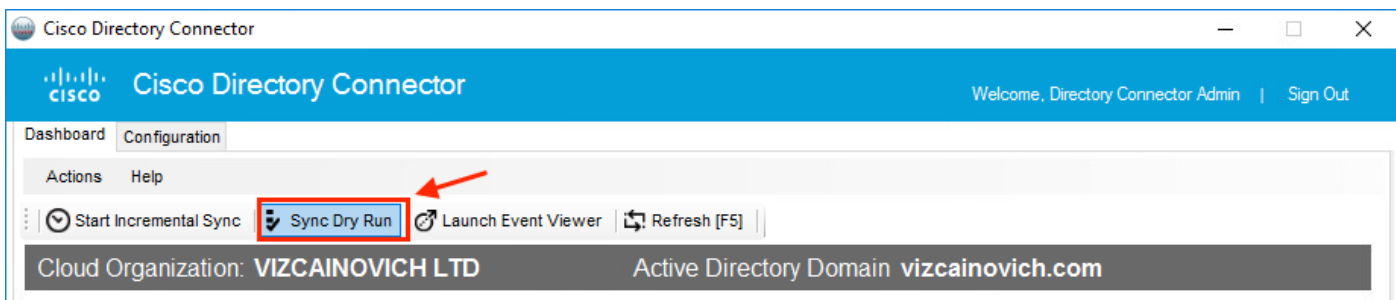 Cisco Directory Connector
CISCO Cisco Directory Connector Welcome, Directory Connector Admin | Sign Out
Dashboard Configuration
Actions Help
Start Incremental Sync Sync Dry Run Launch Event Viewer Refresh [F5]
Cloud Organization: VIZCAINOVICH LTD Active Directory Domain vizcainovich.com